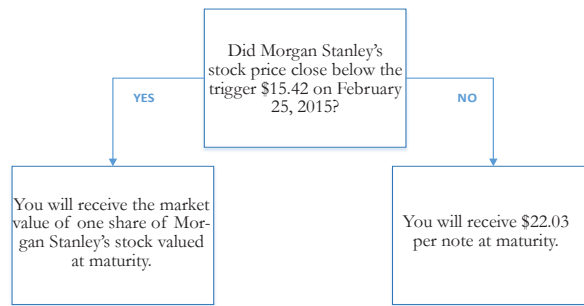 Did Morgan Stanley’s
stock price close below the
trigger $15.42 on February
25, 2015?
YES
NO
You will receive the market
value of one share of Mor-
gan Stanley’s stock valued
at maturity.
You will receive $22.03
per note at maturity.